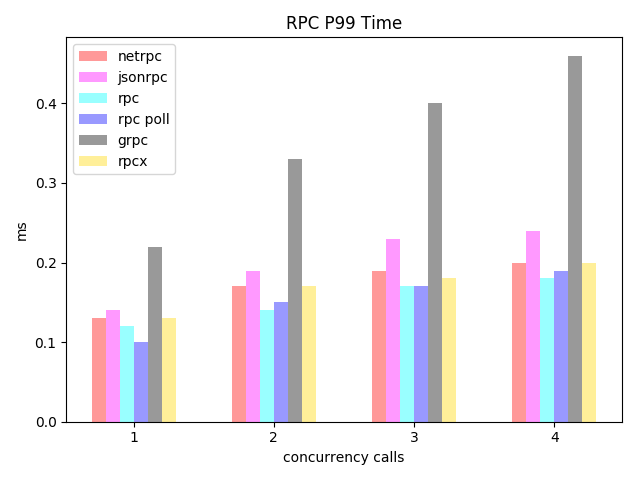 RPC P99 Time
netrpc
jsonrpc
rpc
rpc poll
grpc
rpcx
ms
0.4
0.3
0.2
0.1
0.0
1 2 3 4
concurrency calls